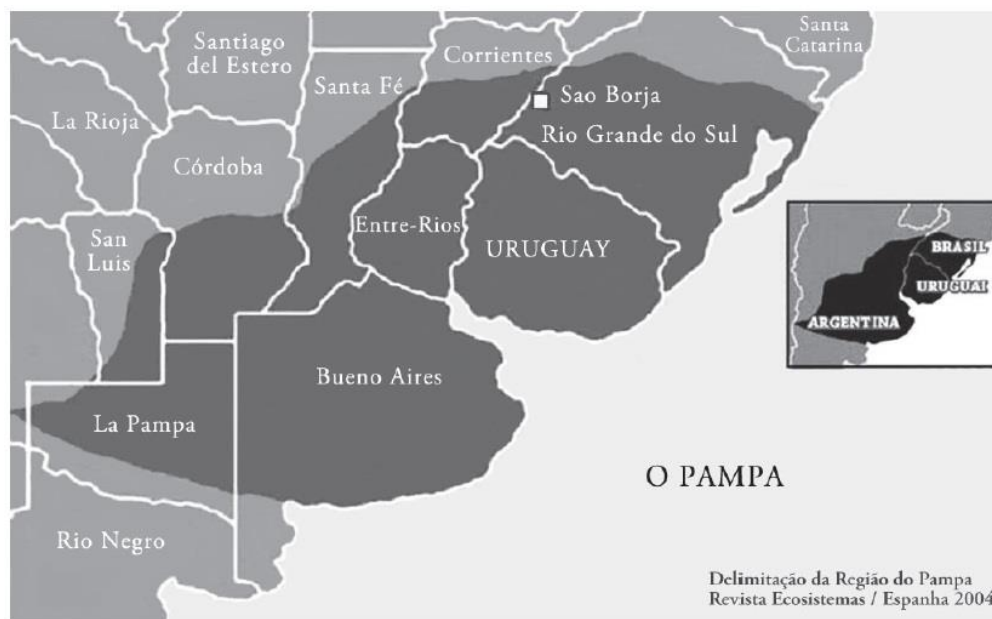 Santa
Catarina
Santiago
del Estero
Corrientes
Santa Fé
Sao Borja
La Rioja
Rio Grande do Sul
Córdoba
Entre-Rios
San
Luis
URUGUAY
BRASIL
URUGUAI
ARGENTINA
Bueno Aires
La Pampa
O PAMPA
Rio Negro
Delimitação da Região do Pampa
Revista Ecosistemas / Espanha 2004